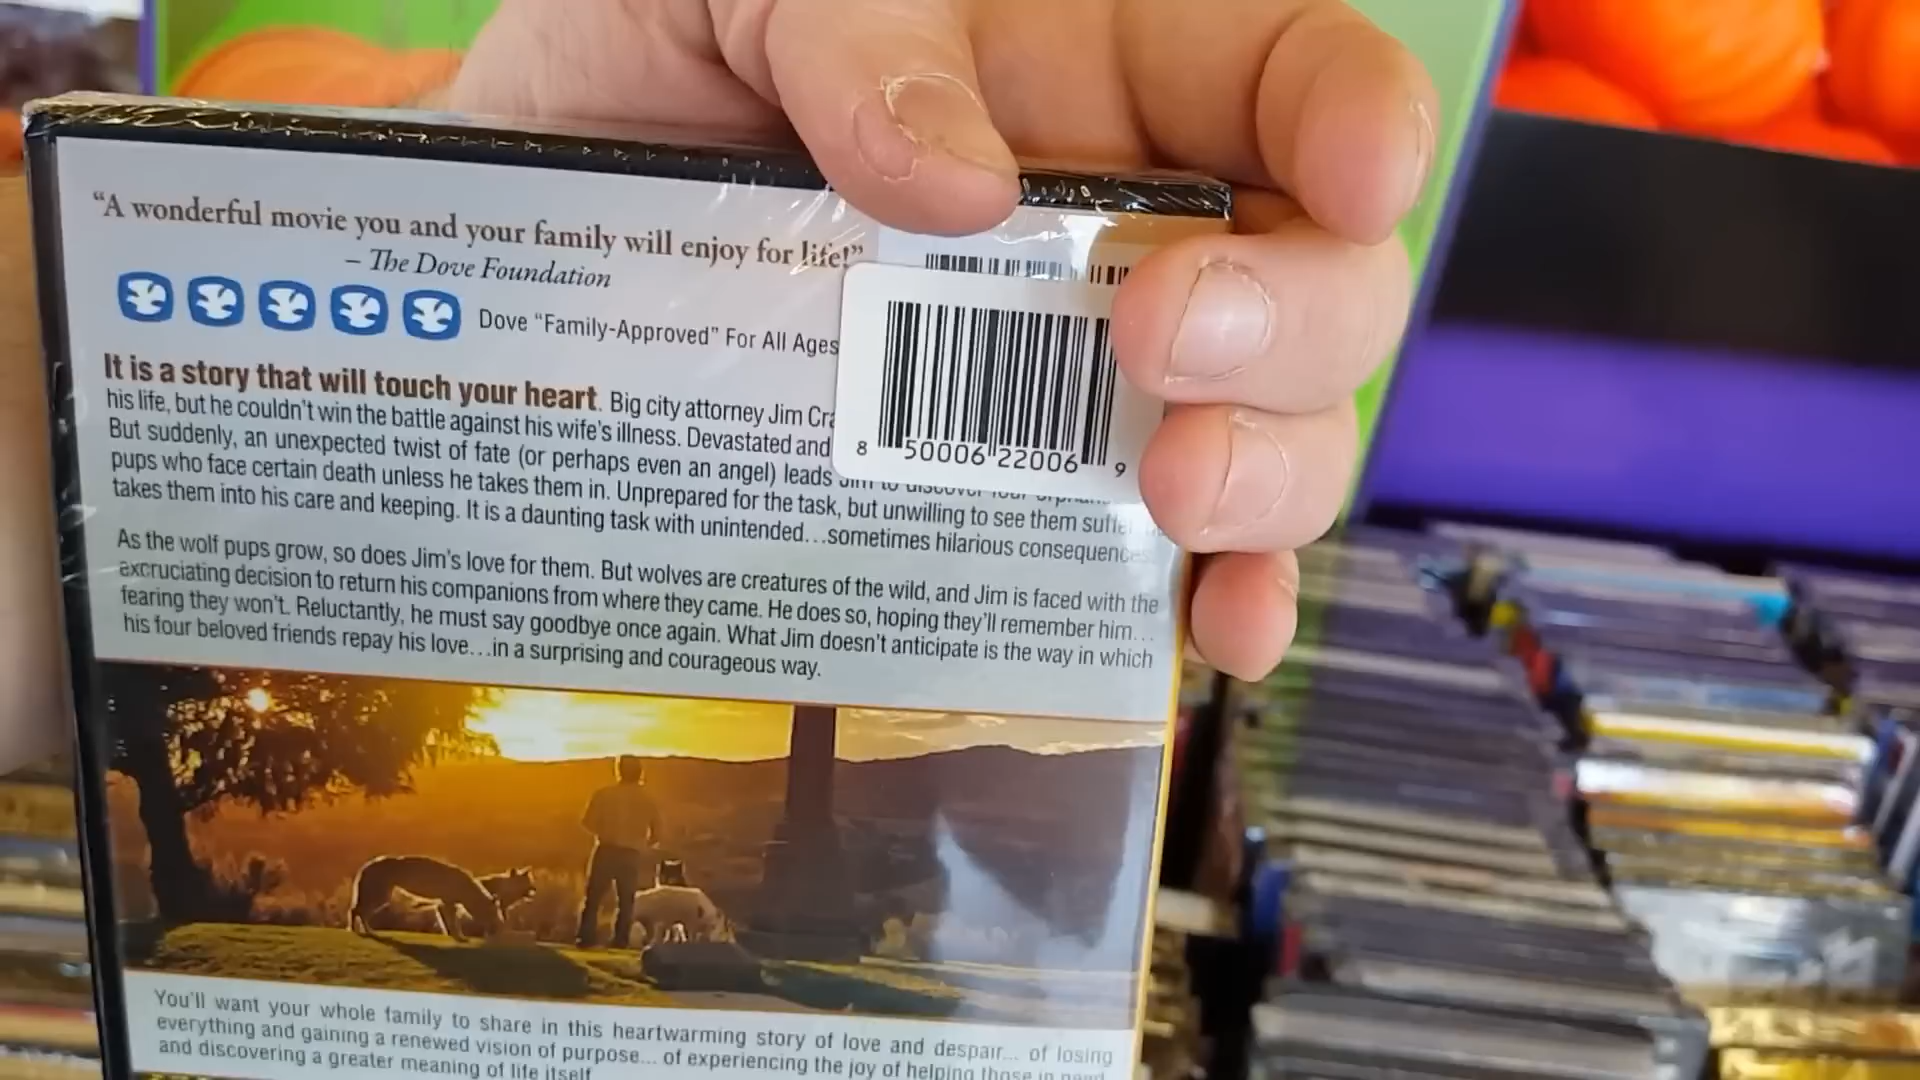 “A wonderful movie you and your family will enjoy for life!”
– The Dove Foundation
Dove “Family-Approved” For All Ages
It is a story that will touch your heart. Big city attorney Jim
his life, but he couldn't win the battle against his wife's illness. Devastated and
But suddenly, an unexpected twist of fate (or perhaps even an angel) leads Jim to discover four
pups who face certain death unless he takes them in. Unprepared for the task, but unwilling to see them suffer
takes them into his care and keeping. It is a daunting task with unintended...sometimes hilarious consequences
As the wolf pups grow, so does Jim's love for them. But wolves are creatures of the wild, and Jim is faced with the
excruciating decision to return his companions from where they came. He does so, hoping they'll remember him...
fearing they won't. Reluctantly, he must say goodbye once again. What Jim doesn't anticipate is the way in which
his four beloved friends repay his love...in a surprising and courageous way.
8 50006 22006 9
You'll want your whole family to share in this heartwarming story of love and despair... of losing
everything and gaining a renewed vision of purpose... of experiencing the joy of helping those in need
and discovering a greater meaning of life itself